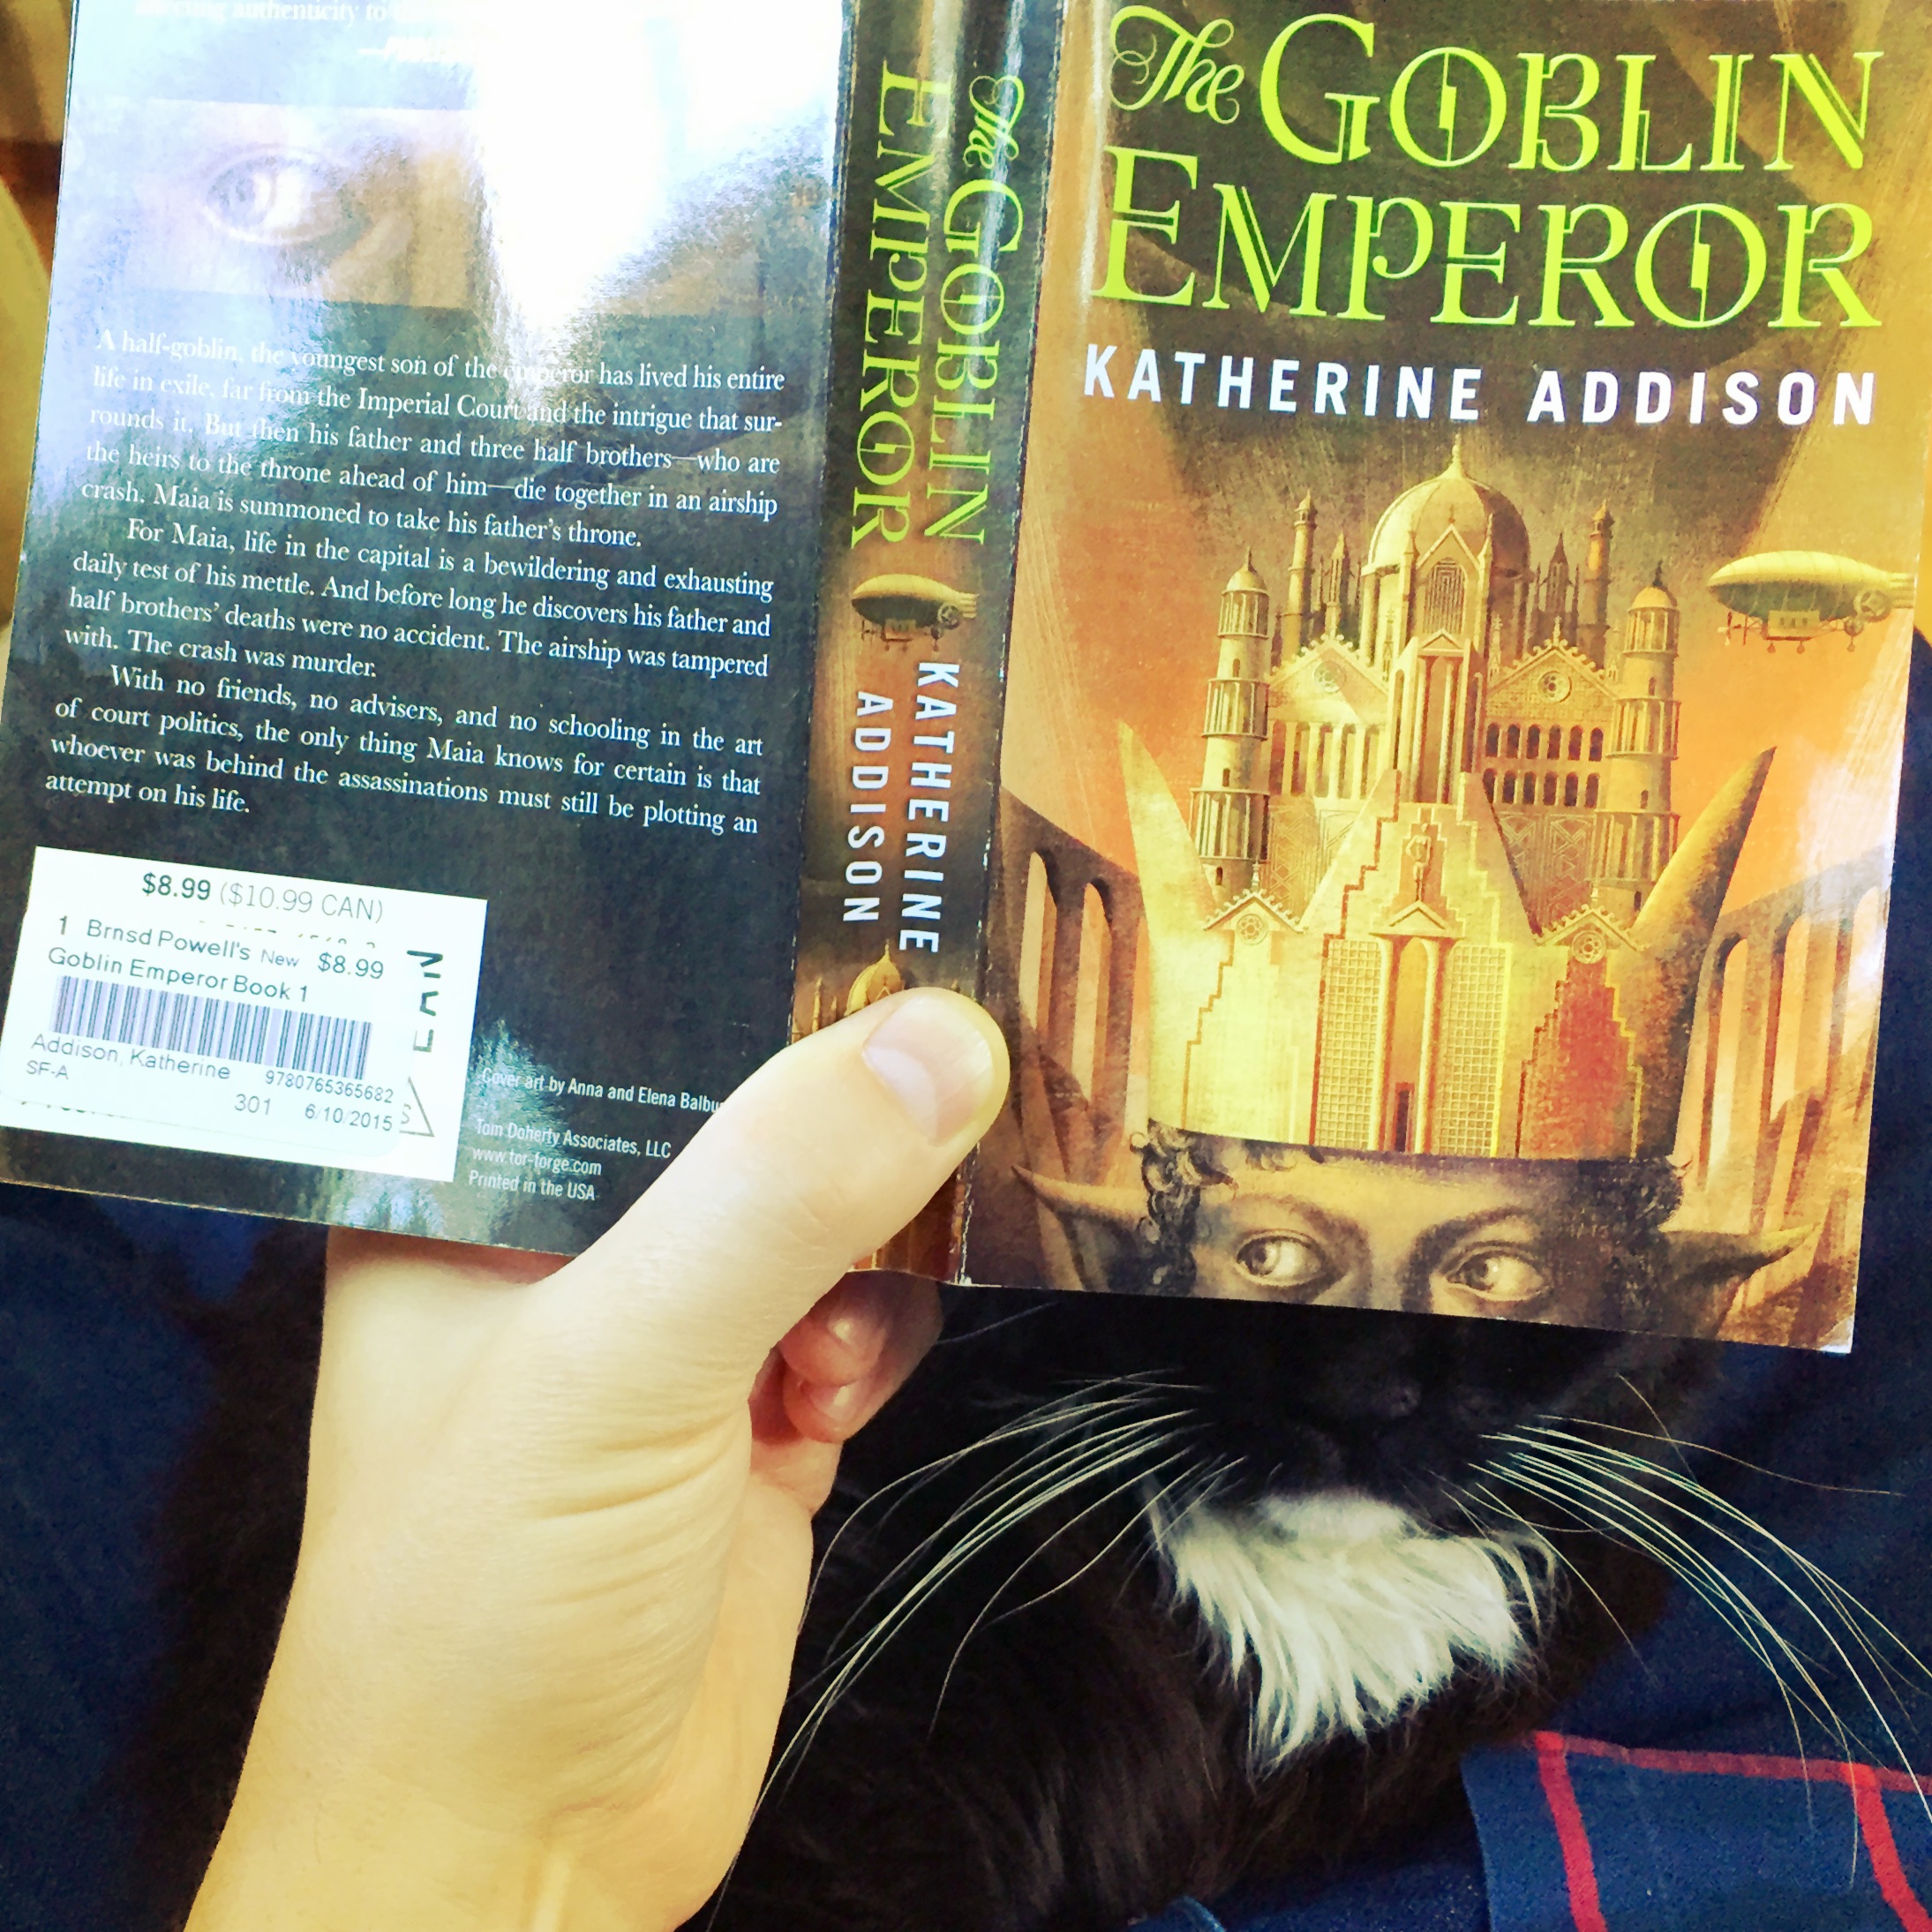 affecting authenticity to
A half-goblin, the youngest son of the emperor has lived his entire
life in exile, far from the Imperial Court and the intrigue that sur-
rounds it. But then his father and three half brothers—who are
the heirs to the throne ahead of him—die together in an airship
crash. Maia is summoned to take his father's throne.
For Maia, life in the capital is a bewildering and exhausting
daily test of his mettle. And before long he discovers his father and
half brothers' deaths were no accident. The airship was tampered
with. The crash was murder.
With no friends, no advisers, and no schooling in the art
of court politics, the only thing Maia knows for certain is that
whoever was behind the assassinations must still be plotting an
attempt on his life.
$8.99 ($10.99 CAN)
1 Brnsd Powell's New $8.99
Goblin Emperor Book 1
Addison, Katherine
9780765365682
SF-A
301 6/10/2015
EAN
Cover art by Anna and Elena
Tom Doherty Associates, LLC
www.tor-forge.com
Printed in the USA
The GOBLIN
EMPEROR
KATHERINE
ADDISON
The GOBLIN
EMPEROR
KATHERINE ADDISON